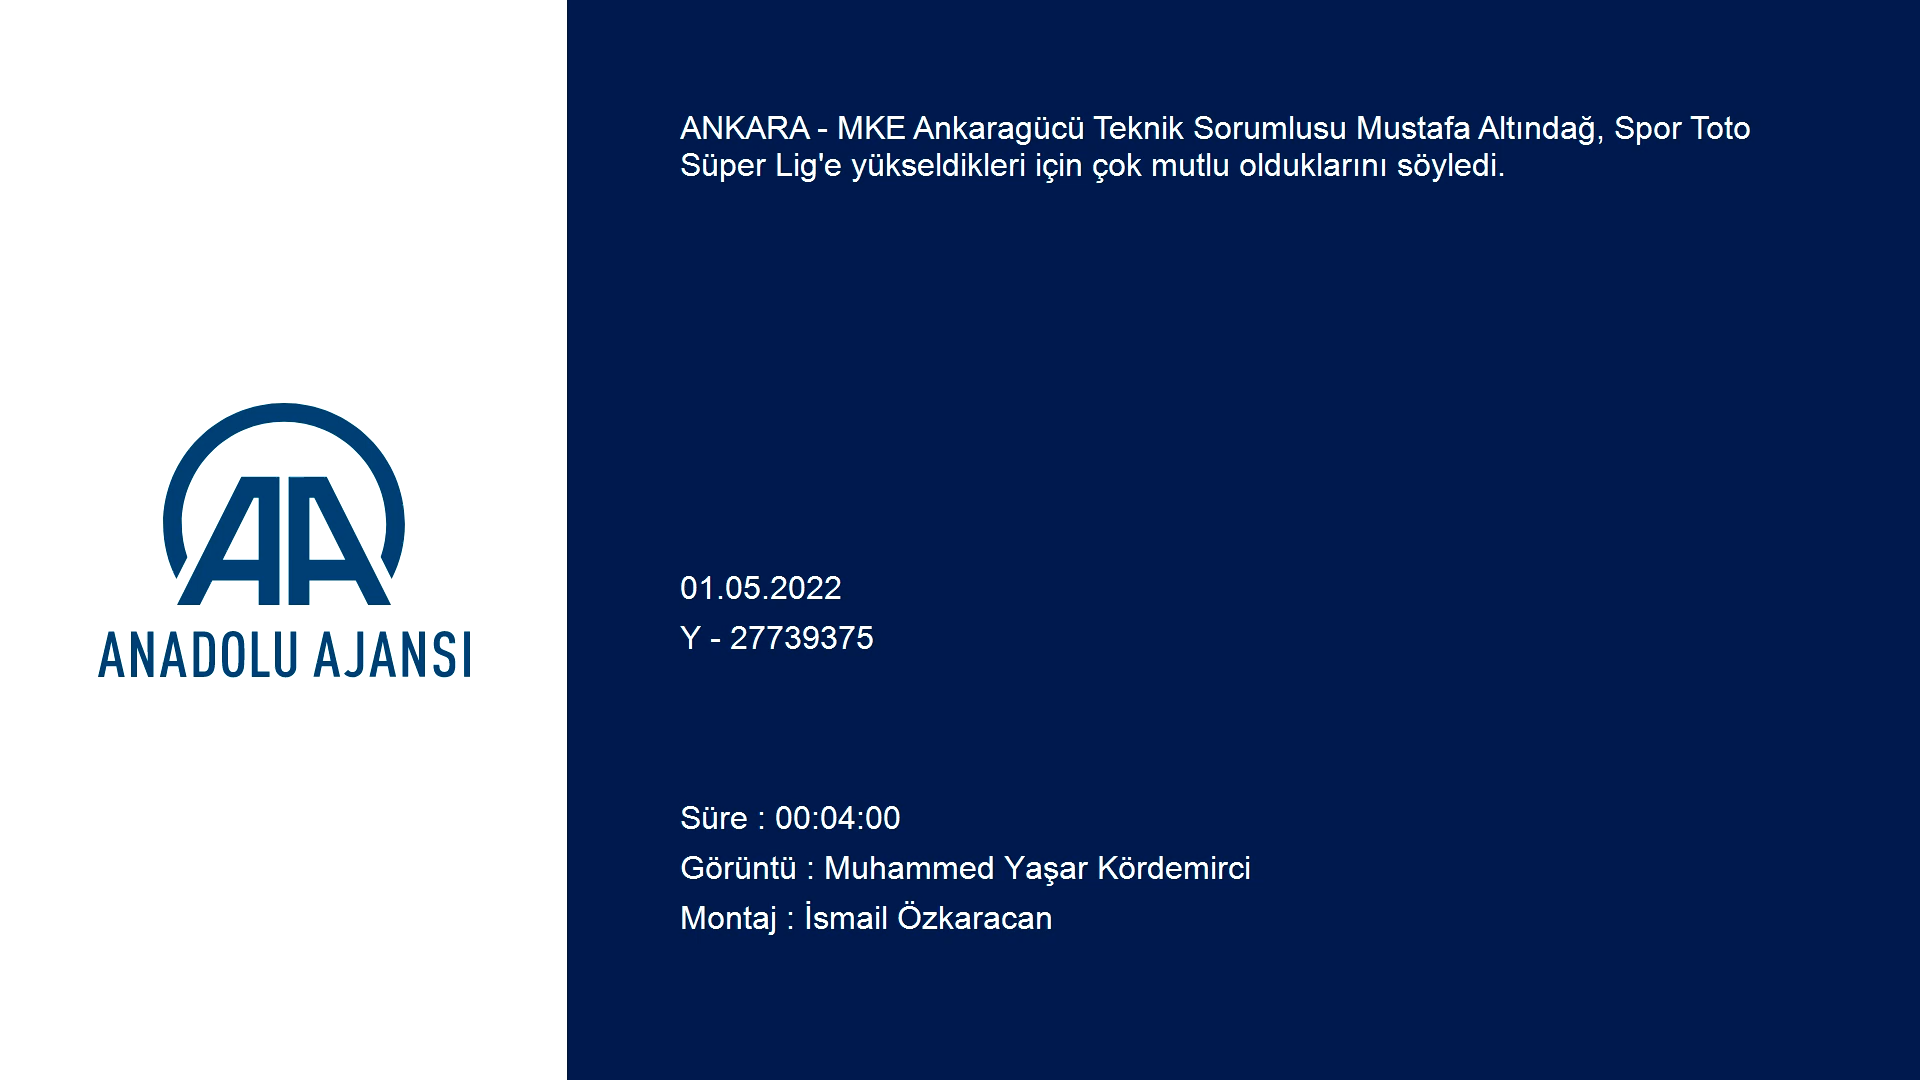 ANKARA - MKE Ankaragücü Teknik Sorumlusu Mustafa Altındağ, Spor Toto
Süper Lig'e yükseldikleri için çok mutlu olduklarını söyledi.
AA
ANADOLU AJANSI
01.05.2022
Y - 27739375
Süre : 00:04:00
Görüntü : Muhammed Yaşar Kördemirci
Montaj : İsmail Özkaracan